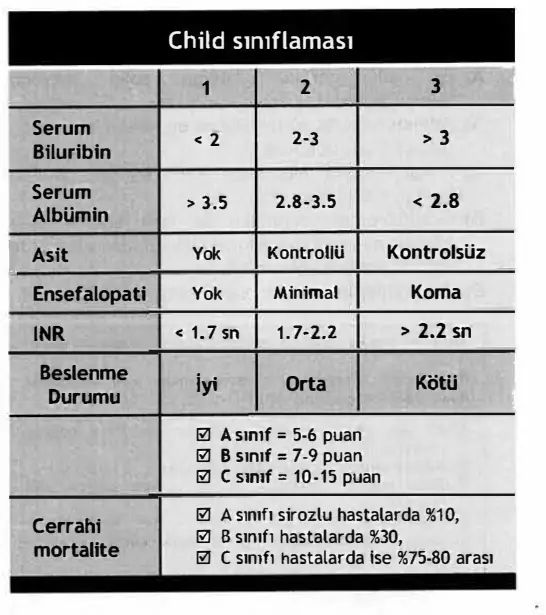 Child sınıflaması
1 2 3
Serum
Biluribin
< 2 2-3 > 3
Serum
Albümin
> 3.5 2.8-3.5 < 2.8
Asit Yok Kontrollü Kontrolsüz
Ensefalopati Yok Minimal Koma
INR < 1.7 sn 1.7-2.2 > 2.2 sn
Beslenme
Durumu
İyi Orta Kötü
☑ A sınıf = 5-6 puan
☑ B sınıf = 7-9 puan
☑ C sınıf = 10-15 puan
Cerrahi
mortalite
☑ A sınıfı sirozlu hastalarda %10,
☑ B sınıfı hastalarda %30,
☑ C sınıfı hastalarda ise %75-80 arası